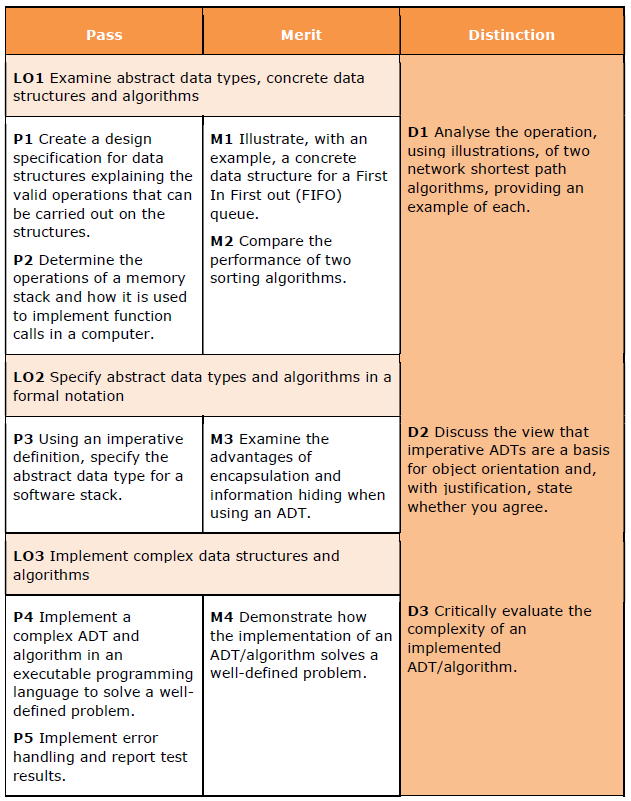 Pass
Merit
Distinction
LO1 Examine abstract data types, concrete data
structures and algorithms
P1 Create a design
specification for data
structures explaining the
valid operations that can
be carried out on the
structures.
P2 Determine the
operations of a memory
stack and how it is used
to implement function
calls in a computer.
M1 Illustrate, with an
example, a concrete
data structure for a First
In First out (FIFO)
queue.
M2 Compare the
performance of two
sorting algorithms.
D1 Analyse the operation,
using illustrations, of two
network shortest path
algorithms, providing an
example of each.
LO2 Specify abstract data types and algorithms in a
formal notation
P3 Using an imperative
definition, specify the
abstract data type for a
software stack.
M3 Examine the
advantages of
encapsulation and
information hiding when
using an ADT.
D2 Discuss the view that
imperative ADTs are a basis
for object orientation and,
with justification, state
whether you agree.
LO3 Implement complex data structures and
algorithms
P4 Implement a
complex ADT and
algorithm in an
executable programming
language to solve a well-
defined problem.
P5 Implement error
handling and report test
results.
M4 Demonstrate how
the implementation of an
ADT/algorithm solves a
well-defined problem.
D3 Critically evaluate the
complexity of an
implemented
ADT/algorithm.